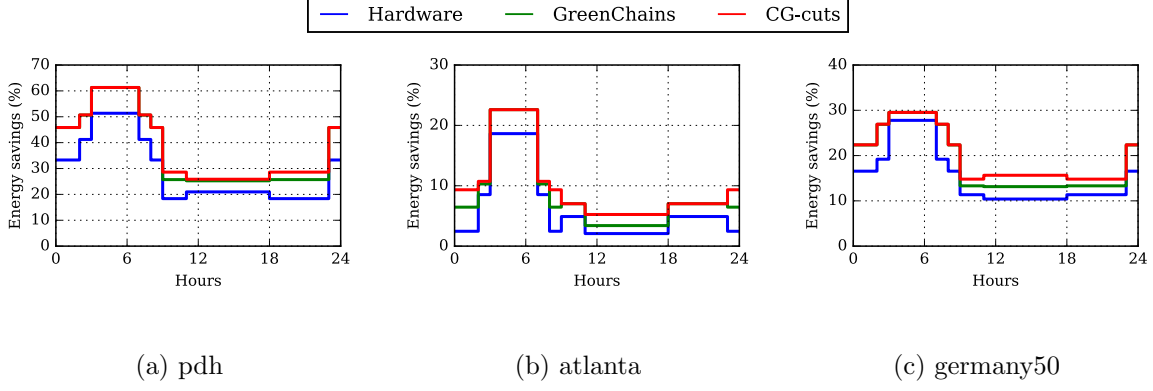 Hardware GreenChains CG-cuts
Energy savings (%)
70
60
50
40
30
20
10
0
0 6 12 18 24
Hours
(a) pdh
Energy savings (%)
30
20
10
0
0 6 12 18 24
Hours
(b) atlanta
Energy savings (%)
40
30
20
10
0
0 6 12 18 24
Hours
(c) germany50